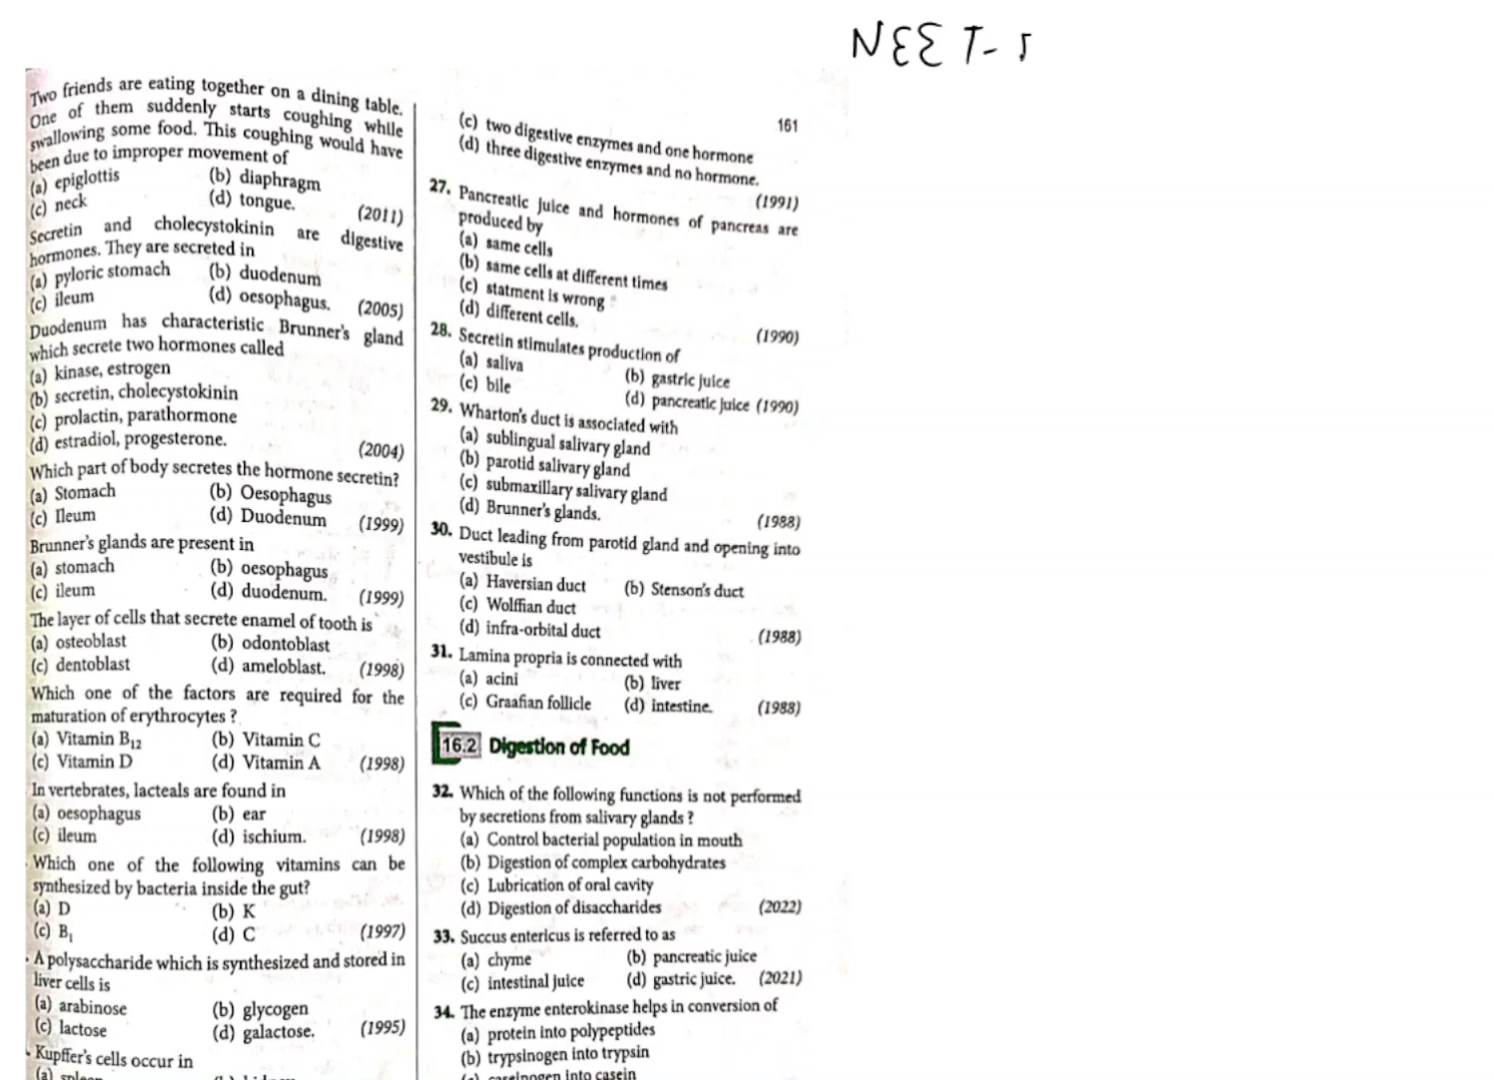 NEET-
Two friends are eating together on a dining table.
One of them suddenly starts coughing while
swallowing some food. This coughing would have
been due to improper movement of
(a) epiglottis (b) diaphragm
(c) neck (d) tongue. (2011)
Secretin and cholecystokinin are digestive
hormones. They are secreted in
(a) pyloric stomach (b) duodenum
(c) ileum (d) oesophagus. (2005)
Duodenum has characteristic Brunner's gland
which secrete two hormones called
(a) kinase, estrogen
(b) secretin, cholecystokinin
(c) prolactin, parathormone
(d) estradiol, progesterone. (2004)
Which part of body secretes the hormone secretin?
(a) Stomach (b) Oesophagus
(c) Ileum (d) Duodenum (1999)
Brunner's glands are present in
(a) stomach (b) oesophagus
(c) ileum (d) duodenum. (1999)
The layer of cells that secrete enamel of tooth is
(a) osteoblast (b) odontoblast
(c) dentoblast (d) ameloblast. (1998)
Which one of the factors are required for the
maturation of erythrocytes ?
(a) Vitamin B12 (b) Vitamin C
(c) Vitamin D (d) Vitamin A (1998)
In vertebrates, lacteals are found in
(a) oesophagus (b) ear
(c) ileum (d) ischium. (1998)
Which one of the following vitamins can be
synthesized by bacteria inside the gut?
(a) D (b) K
(c) B1 (d) C (1997)
A polysaccharide which is synthesized and stored in
liver cells is
(a) arabinose (b) glycogen
(c) lactose (d) galactose. (1995)
Kupffer's cells occur in
161
(c) two digestive enzymes and one hormone
(d) three digestive enzymes and no hormone.
(1991)
27. Pancreatic juice and hormones of pancreas are
produced by
(a) same cells
(b) same cells at different times
(c) statment is wrong
(d) different cells. (1990)
28. Secretin stimulates production of
(a) saliva (b) gastric juice
(c) bile (d) pancreatic juice (1990)
29. Wharton's duct is associated with
(a) sublingual salivary gland
(b) parotid salivary gland
(c) submaxillary salivary gland
(d) Brunner's glands. (1988)
30. Duct leading from parotid gland and opening into
vestibule is
(a) Haversian duct (b) Stenson's duct
(c) Wolffian duct
(d) infra-orbital duct (1988)
31. Lamina propria is connected with
(a) acini (b) liver
(c) Graafian follicle (d) intestine. (1988)
16.2 Digestion of Food
32. Which of the following functions is not performed
by secretions from salivary glands ?
(a) Control bacterial population in mouth
(b) Digestion of complex carbohydrates
(c) Lubrication of oral cavity
(d) Digestion of disaccharides (2022)
33. Succus entericus is referred to as
(a) chyme (b) pancreatic juice
(c) intestinal juice (d) gastric juice. (2021)
34. The enzyme enterokinase helps in conversion of
(a) protein into polypeptides
(b) trypsinogen into trypsin
(c) caseinogen into casein